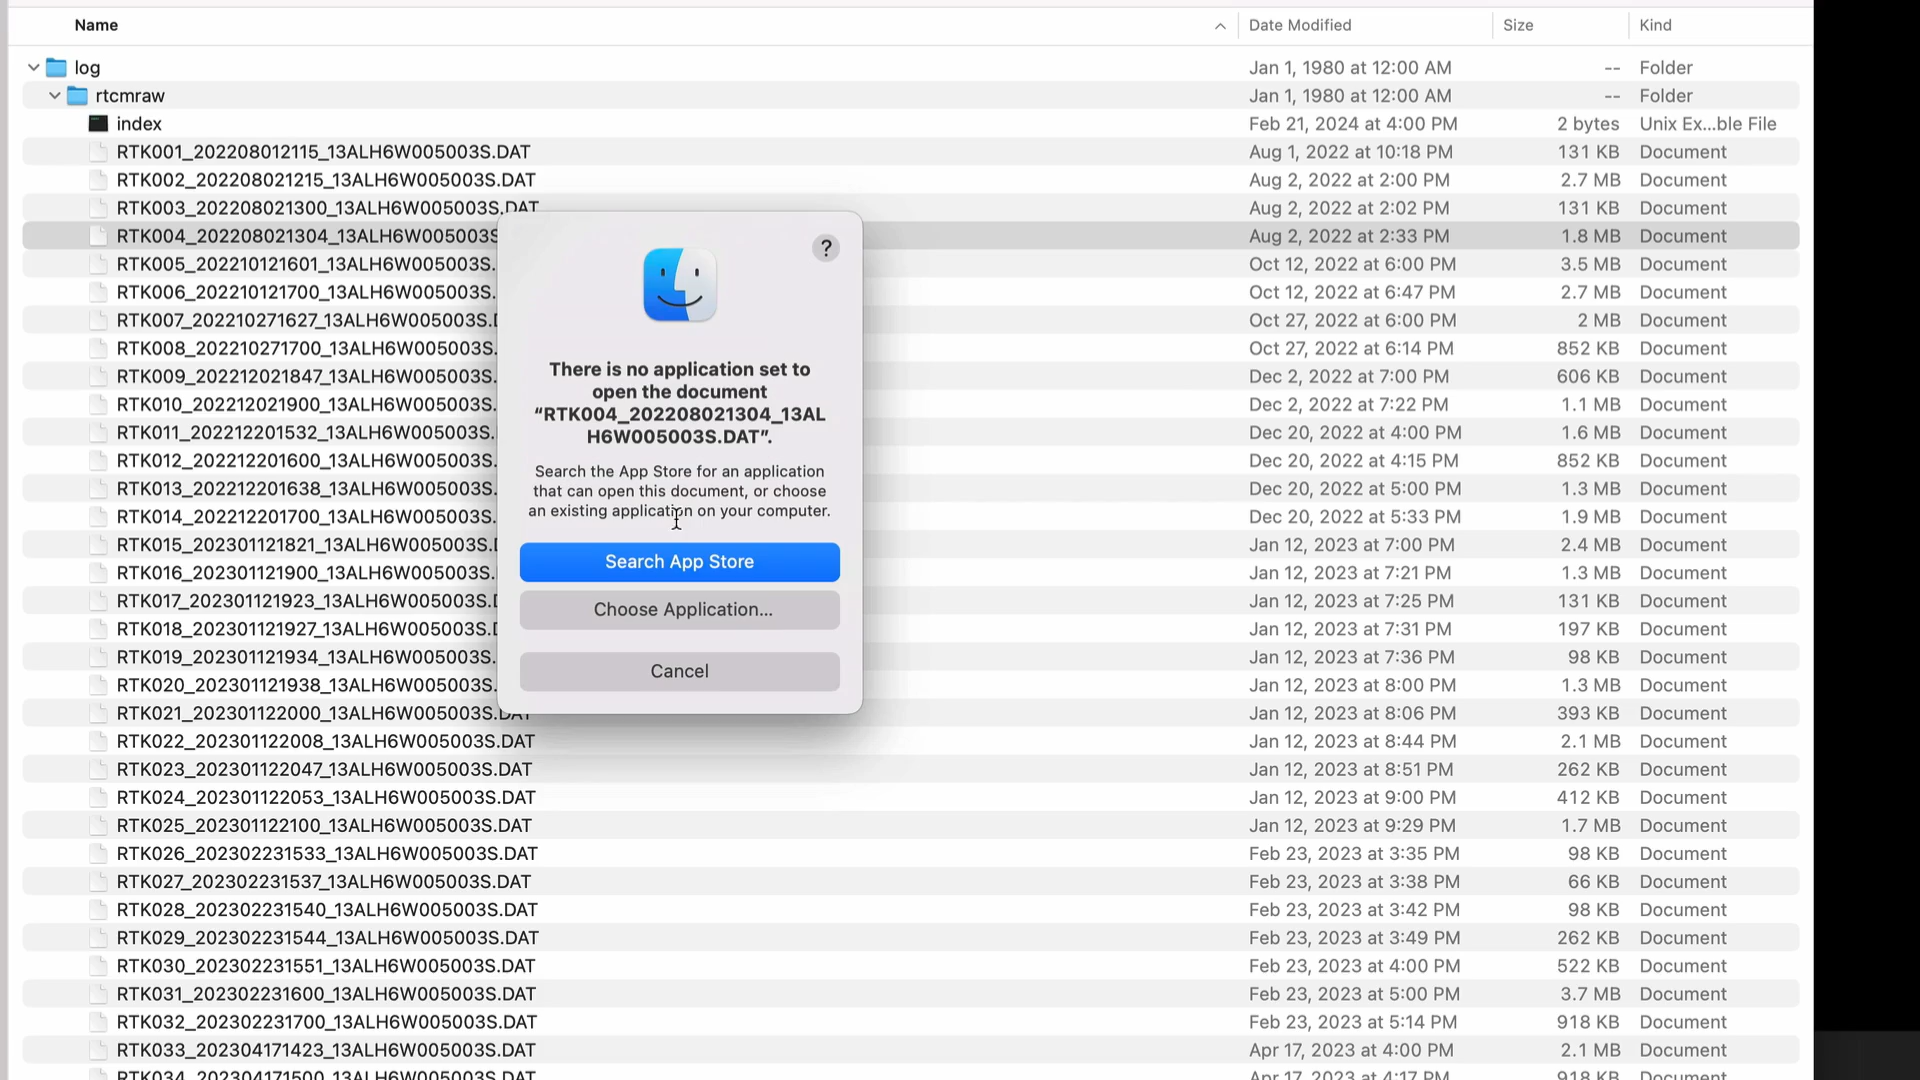 Name Date Modified Size Kind
log Jan 1, 1980 at 12:00 AM -- Folder
rtcmraw Jan 1, 1980 at 12:00 AM -- Folder
index Feb 21, 2024 at 4:00 PM 2 bytes Unix Ex...ble File
RTK001_202208012115_13ALH6W005003S.DAT Aug 1, 2022 at 10:18 PM 131 KB Document
RTK002_202208021215_13ALH6W005003S.DAT Aug 2, 2022 at 2:00 PM 2.7 MB Document
RTK003_202208021300_13ALH6W005003S.DAT Aug 2, 2022 at 2:02 PM 131 KB Document
RTK004_202208021304_13ALH6W005003S Aug 2, 2022 at 2:33 PM 1.8 MB Document
RTK005_202210121601_13ALH6W005003S. Oct 12, 2022 at 6:00 PM 3.5 MB Document
RTK006_202210121700_13ALH6W005003S. Oct 12, 2022 at 6:47 PM 2.7 MB Document
RTK007_202210271627_13ALH6W005003S. Oct 27, 2022 at 6:00 PM 2 MB Document
RTK008_202210271700_13ALH6W005003S. Oct 27, 2022 at 6:14 PM 852 KB Document
RTK009_202212021847_13ALH6W005003S. Dec 2, 2022 at 7:00 PM 606 KB Document
RTK010_202212021900_13ALH6W005003S. Dec 2, 2022 at 7:22 PM 1.1 MB Document
RTK011_202212201532_13ALH6W005003S. Dec 20, 2022 at 4:00 PM 1.6 MB Document
RTK012_202212201600_13ALH6W005003S. Dec 20, 2022 at 4:15 PM 852 KB Document
RTK013_202212201638_13ALH6W005003S. Dec 20, 2022 at 5:00 PM 1.3 MB Document
RTK014_202212201700_13ALH6W005003S. Dec 20, 2022 at 5:33 PM 1.9 MB Document
RTK015_202301121821_13ALH6W005003S. Jan 12, 2023 at 7:00 PM 2.4 MB Document
RTK016_202301121900_13ALH6W005003S. Jan 12, 2023 at 7:21 PM 1.3 MB Document
RTK017_202301121923_13ALH6W005003S. Jan 12, 2023 at 7:25 PM 131 KB Document
RTK018_202301121927_13ALH6W005003S. Jan 12, 2023 at 7:31 PM 197 KB Document
RTK019_202301121934_13ALH6W005003S. Jan 12, 2023 at 7:36 PM 98 KB Document
RTK020_202301121938_13ALH6W005003S. Jan 12, 2023 at 8:00 PM 1.3 MB Document
RTK021_202301122000_13ALH6W005003S.DAT Jan 12, 2023 at 8:06 PM 393 KB Document
RTK022_202301122008_13ALH6W005003S.DAT Jan 12, 2023 at 8:44 PM 2.1 MB Document
RTK023_202301122047_13ALH6W005003S.DAT Jan 12, 2023 at 8:51 PM 262 KB Document
RTK024_202301122053_13ALH6W005003S.DAT Jan 12, 2023 at 9:00 PM 412 KB Document
RTK025_202301122100_13ALH6W005003S.DAT Jan 12, 2023 at 9:29 PM 1.7 MB Document
RTK026_202302231533_13ALH6W005003S.DAT Feb 23, 2023 at 3:35 PM 98 KB Document
RTK027_202302231537_13ALH6W005003S.DAT Feb 23, 2023 at 3:38 PM 66 KB Document
RTK028_202302231540_13ALH6W005003S.DAT Feb 23, 2023 at 3:42 PM 98 KB Document
RTK029_202302231544_13ALH6W005003S.DAT Feb 23, 2023 at 3:49 PM 262 KB Document
RTK030_202302231551_13ALH6W005003S.DAT Feb 23, 2023 at 4:00 PM 522 KB Document
RTK031_202302231600_13ALH6W005003S.DAT Feb 23, 2023 at 5:00 PM 3.7 MB Document
RTK032_202302231700_13ALH6W005003S.DAT Feb 23, 2023 at 5:14 PM 918 KB Document
RTK033_202304171423_13ALH6W005003S.DAT Apr 17, 2023 at 4:00 PM 2.1 MB Document
RTK034_202304171500_13ALH6W005003S.DAT Apr 17, 2023 at 4:17 PM 918 KB Document
?
There is no application set to
open the document
“RTK004_202208021304_13AL
H6W005003S.DAT”.
Search the App Store for an application
that can open this document, or choose
an existing application on your computer.
Search App Store
Choose Application...
Cancel